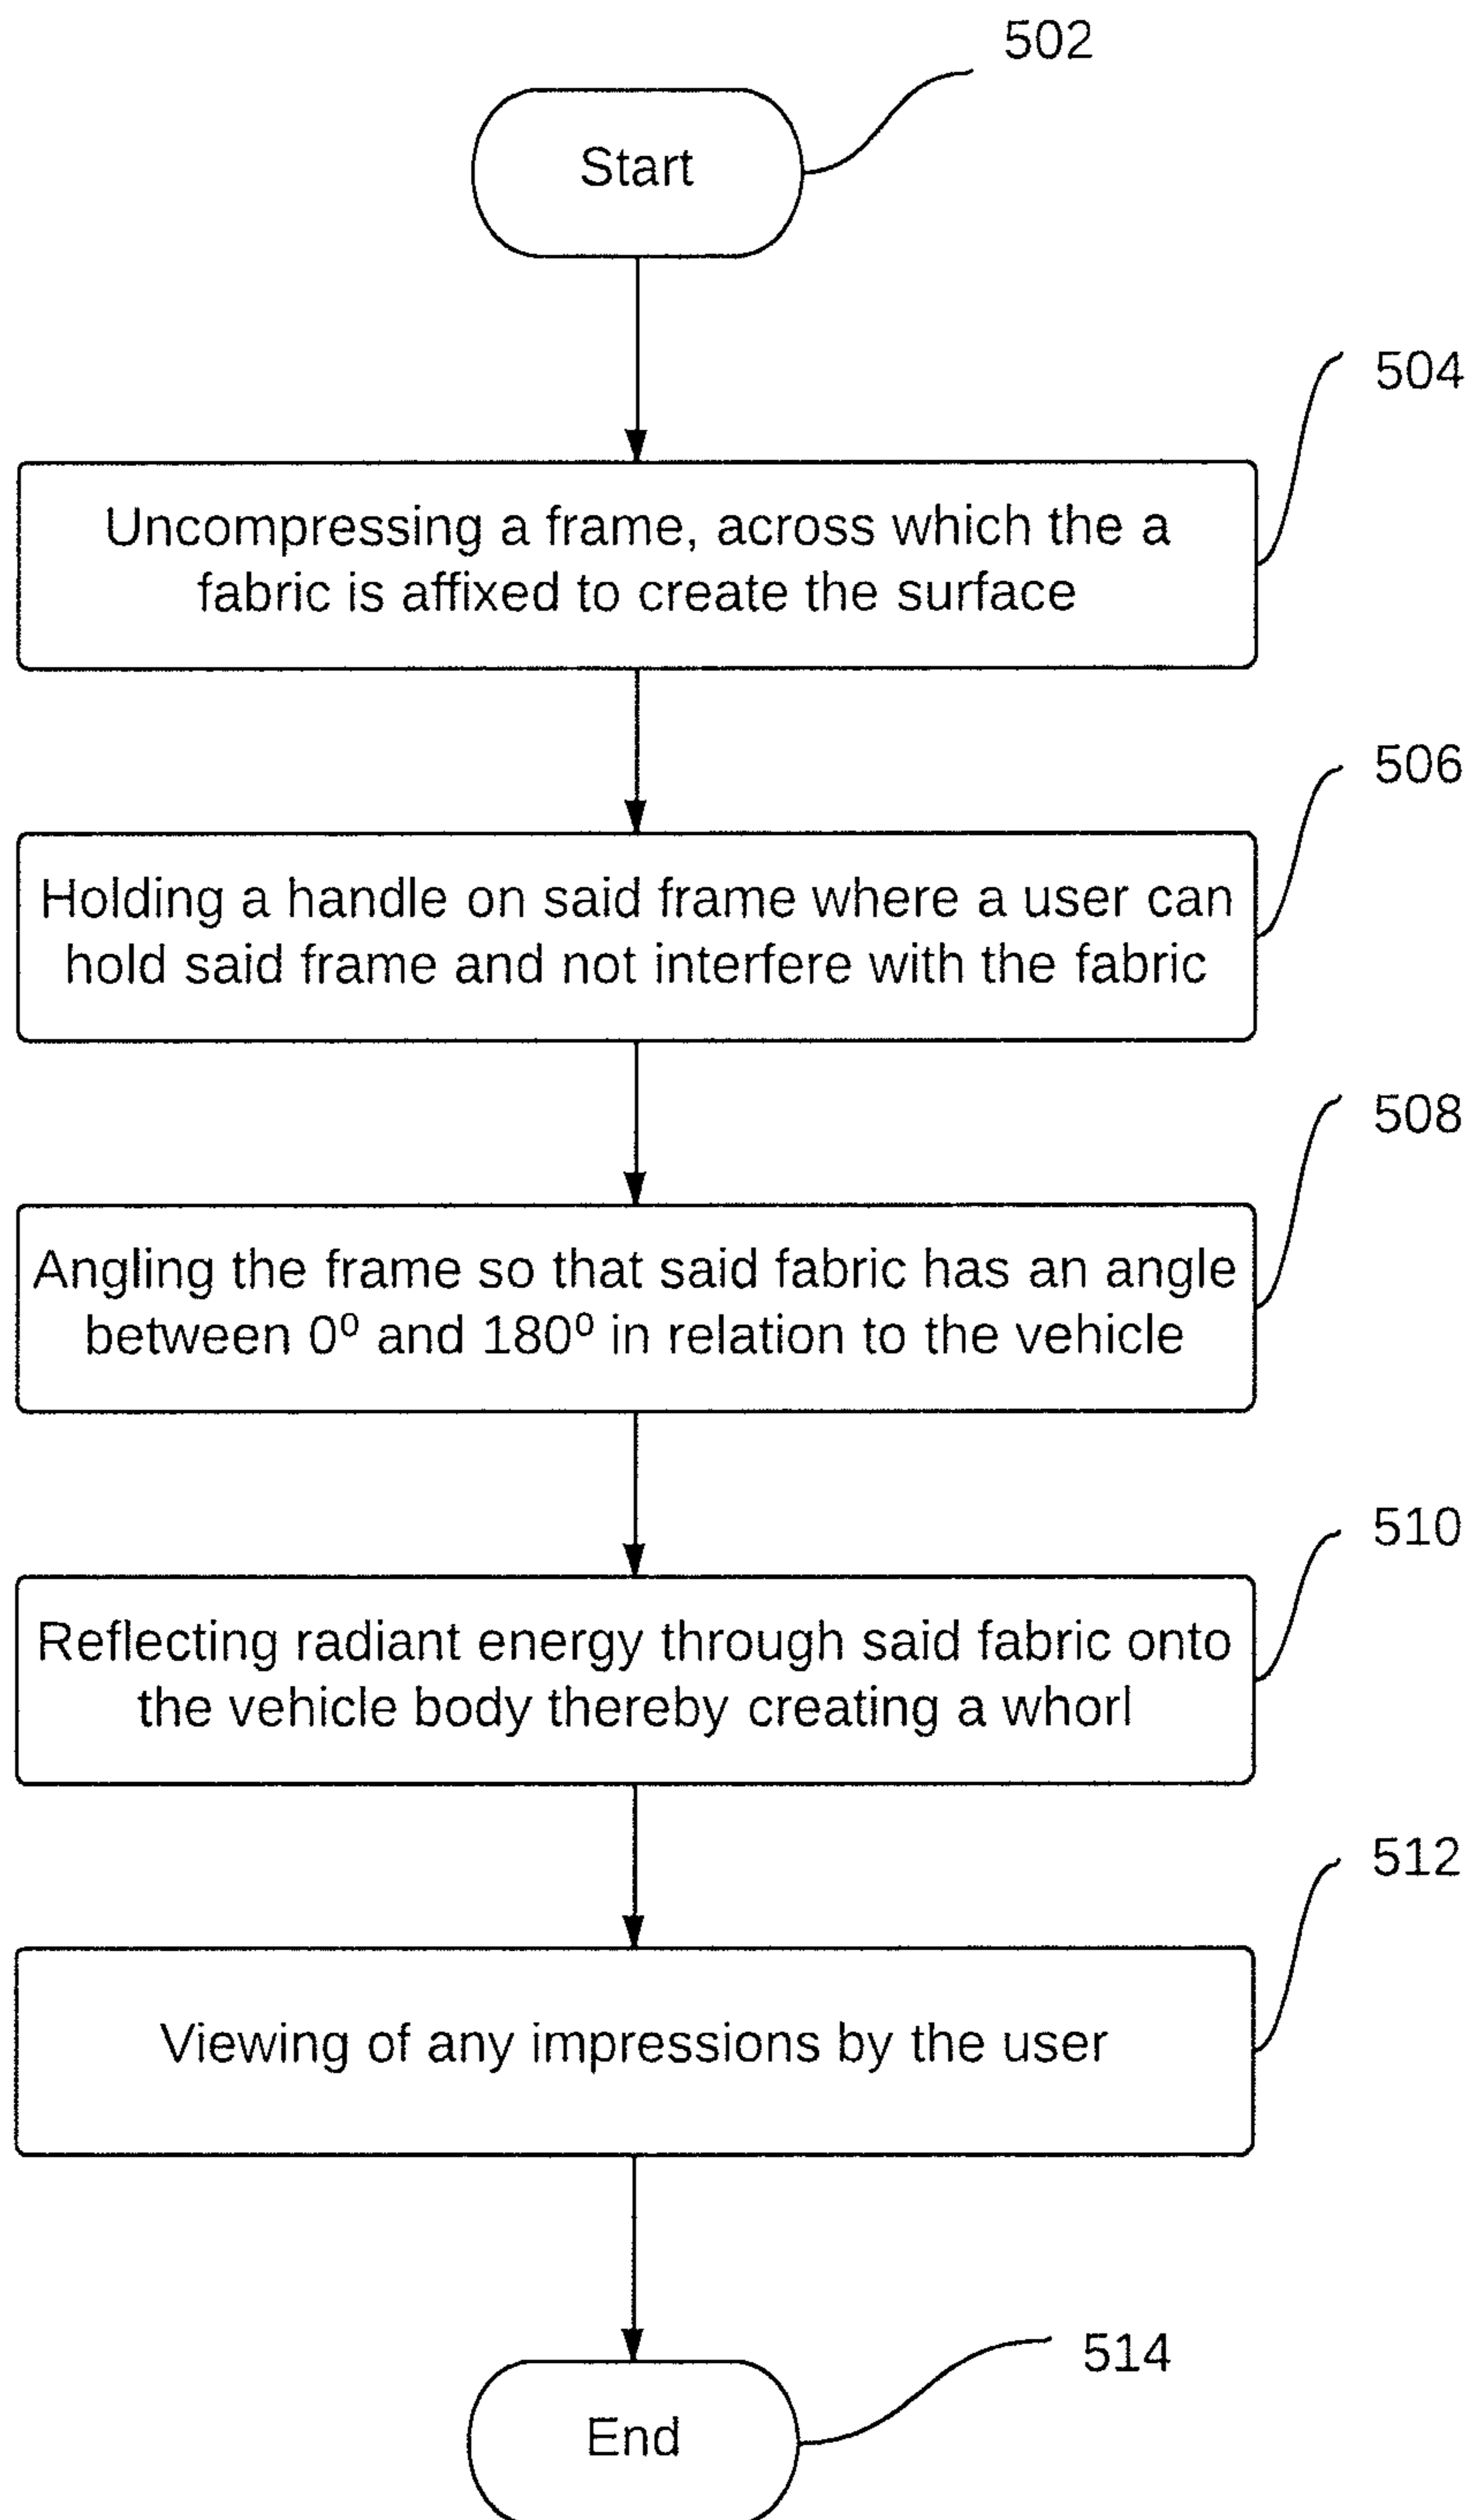 502
Start
504
Uncompressing a frame, across which the a
fabric is affixed to create the surface
506
Holding a handle on said frame where a user can
hold said frame and not interfere with the fabric
508
Angling the frame so that said fabric has an angle
between 0⁰ and 180⁰ in relation to the vehicle
510
Reflecting radiant energy through said fabric onto
the vehicle body thereby creating a whorl
512
Viewing of any impressions by the user
514
End